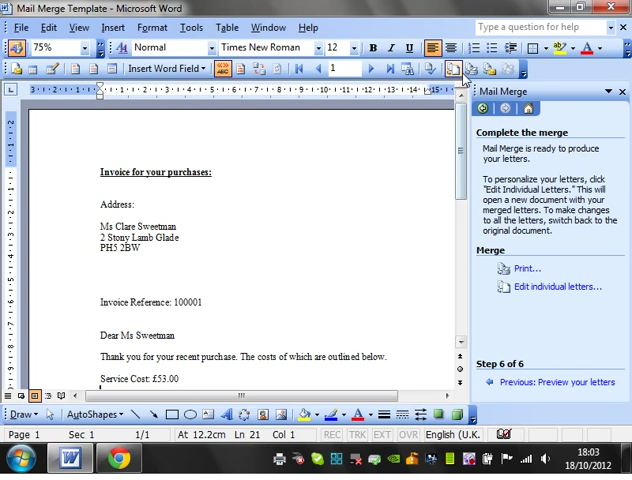 Mail Merge Template - Microsoft Word
File Edit View Insert Format Tools Table Window Help
Type a question for help
75% Normal Times New Roman 12 B I U
Insert Word Field 1
Mail Merge
Complete the merge
Mail Merge is ready to produce
your letters.
To personalize your letters, click
"Edit Individual Letters." This will
open a new document with your
merged letters. To make changes
to all the letters, switch back to the
original document.
Merge
Print...
Edit individual letters...
Step 6 of 6
Previous: Preview your letters
Invoice for your purchases:
Address:
Ms Clare Sweetman
2 Stony Lamb Glade
PH5 2BW
Invoice Reference: 100001
Dear Ms Sweetman
Thank you for your recent purchase. The costs of which are outlined below.
Service Cost: £53.00
Draw AutoShapes
Page 1 Sec 1 1/1 At 12.2cm Ln 21 Col 1 REC TRK EXT OVR English (U.K.
18:03
18/10/2012